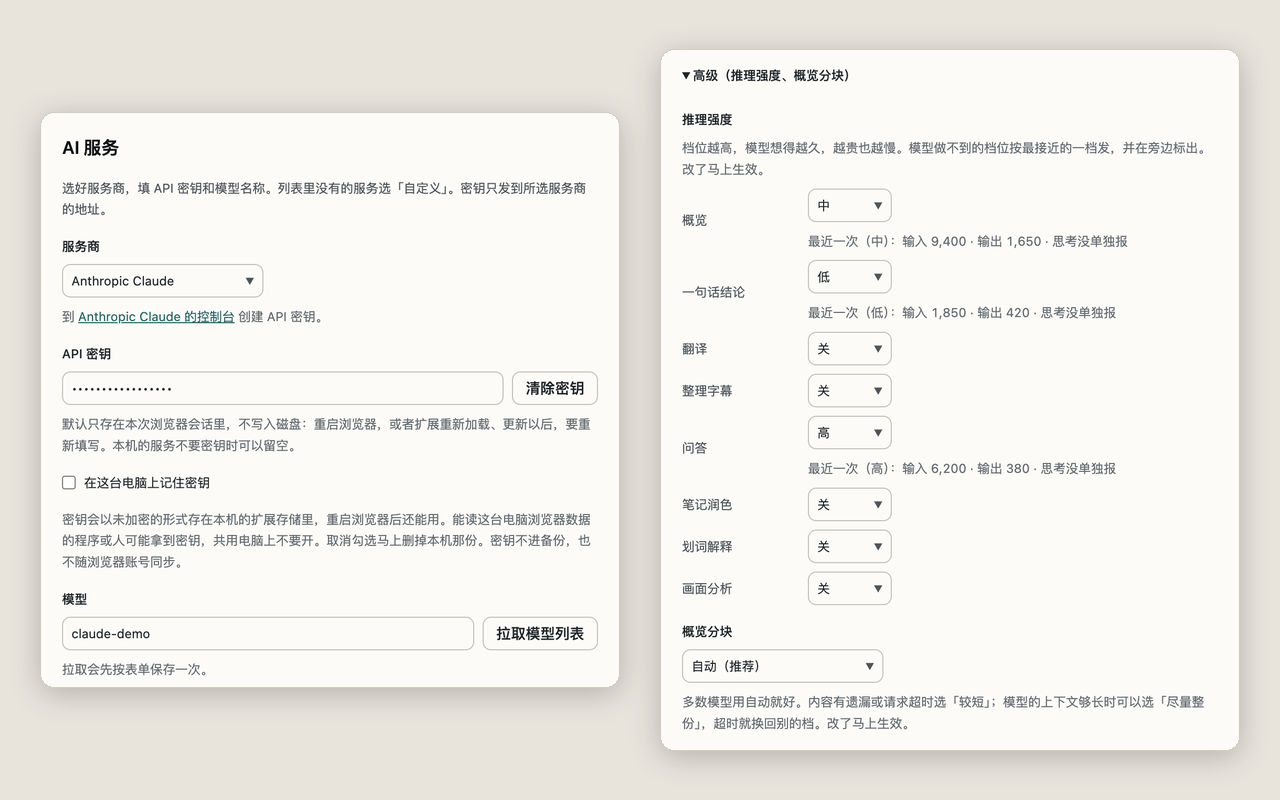 AI 服务
选好服务商，填 API 密钥和模型名称。列表里没有的服务选「自定义」。密钥只发到所选服务商
的地址。
服务商
Anthropic Claude
到 Anthropic Claude 的控制台 创建 API 密钥。
API 密钥
•••••••••••••••••
清除密钥
默认只存在本次浏览器会话里，不写入磁盘：重启浏览器，或者扩展重新加载、更新以后，要重
新填写。本机的服务不要密钥时可以留空。
在这台电脑上记住密钥
密钥会以未加密的形式存在本机的扩展存储里，重启浏览器后还能用。能读这台电脑浏览器数据
的程序或人可能拿到密钥，共用电脑上不要开。取消勾选马上删掉本机那份。密钥不进备份，也
不随浏览器账号同步。
模型
claude-demo
拉取模型列表
拉取会先按表单保存一次。
▼高级（推理强度、概览分块）
推理强度
档位越高，模型想得越久，越贵也越慢。模型做不到的档位按最接近的一档发，并在旁边标出。
改了马上生效。
概览
中
最近一次（中）：输入 9,400 · 输出 1,650 · 思考没单独报
一句话结论
低
最近一次（低）：输入 1,850 · 输出 420 · 思考没单独报
翻译
关
整理字幕
关
问答
高
最近一次（高）：输入 6,200 · 输出 380 · 思考没单独报
笔记润色
关
划词解释
关
画面分析
关
概览分块
自动（推荐）
多数模型用自动就好。内容有遗漏或请求超时选「较短」；模型的上下文够长时可以选「尽量整
份」，超时就换回别的档。改了马上生效。